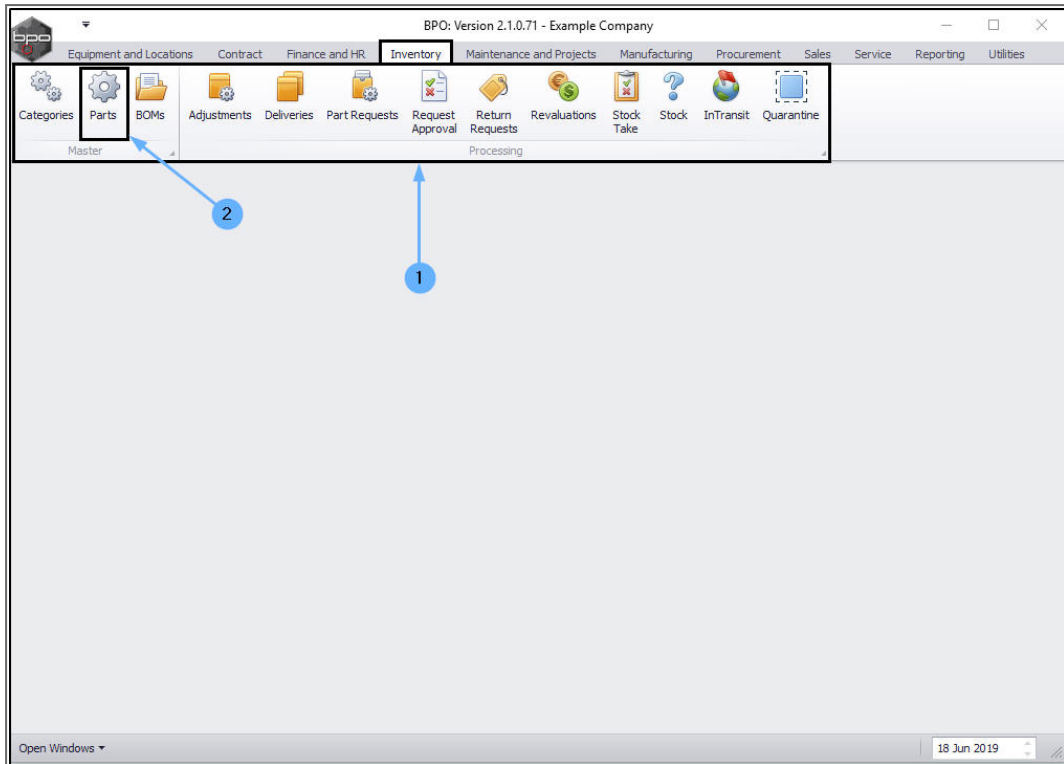 BPO: Version 2.1.0.71 - Example Company
bpo
Equipment and Locations Contract Finance and HR Inventory Maintenance and Projects Manufacturing Procurement Sales Service Reporting Utilities
Categories Parts BOMs Adjustments Deliveries Part Requests Request Approval Return Requests Revaluations Stock Take Stock InTransit Quarantine
Master Processing
2
1
Open Windows 18 Jun 2019